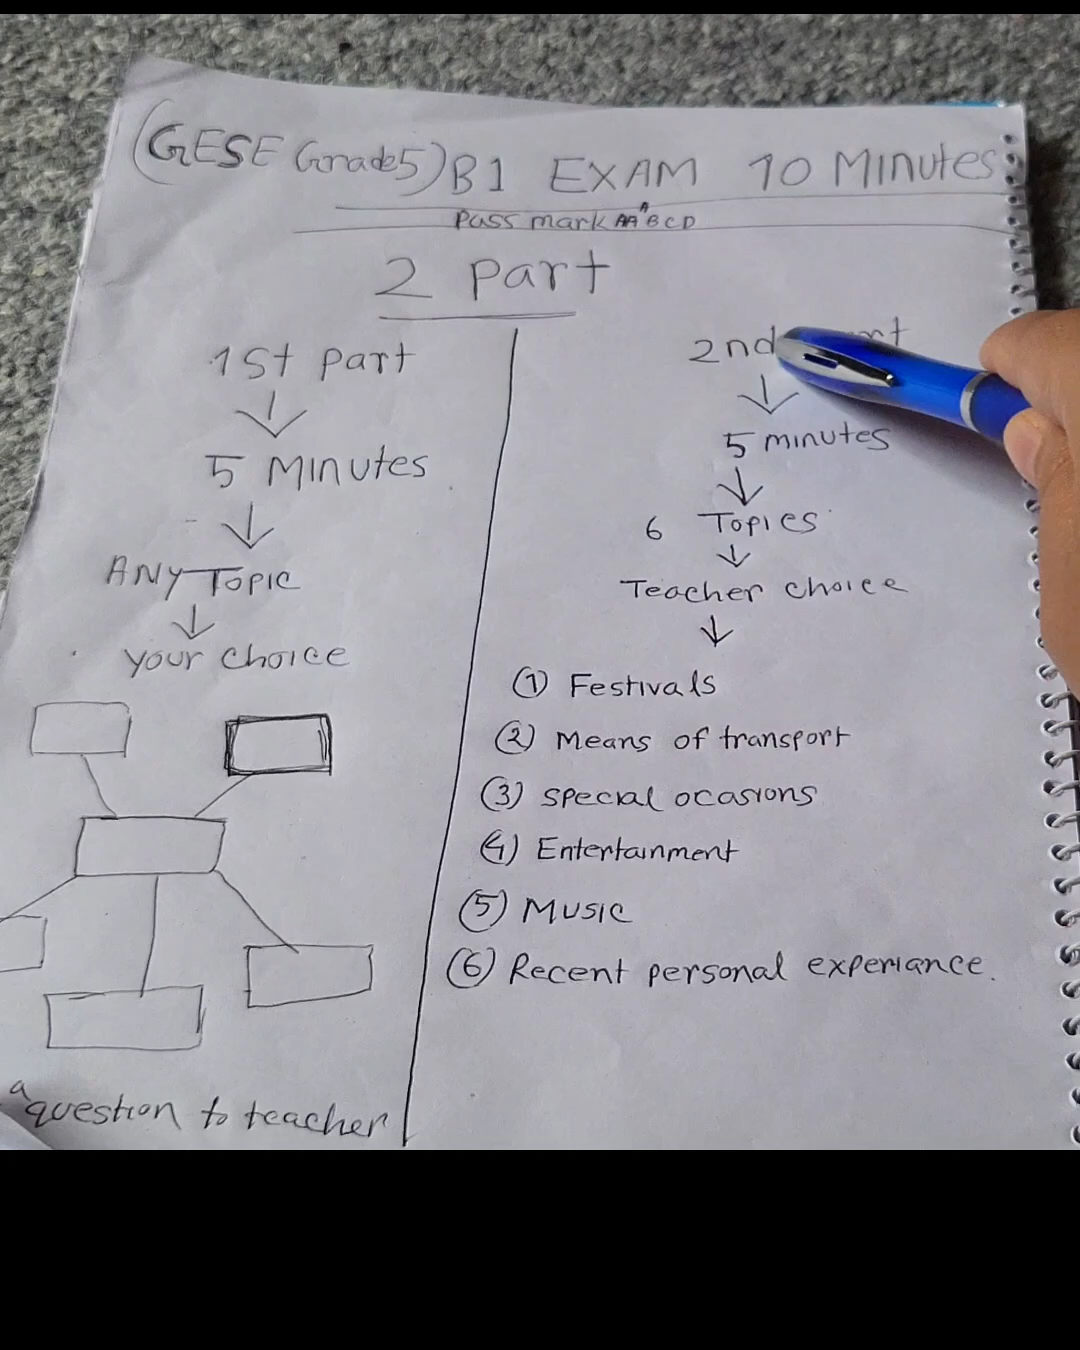 (GESE Grade5) B1 EXAM 10 Minutes
Pass mark AA A BCD
2 Part
1st part
5 Minutes
ANY TOPIC
your choice
a question to teacher
2nd
5 minutes
6 Topics
Teacher choice
① Festivals
② Means of transport
③ special ocasions
④ Entertainment
⑤ Music
⑥ Recent personal experiance.